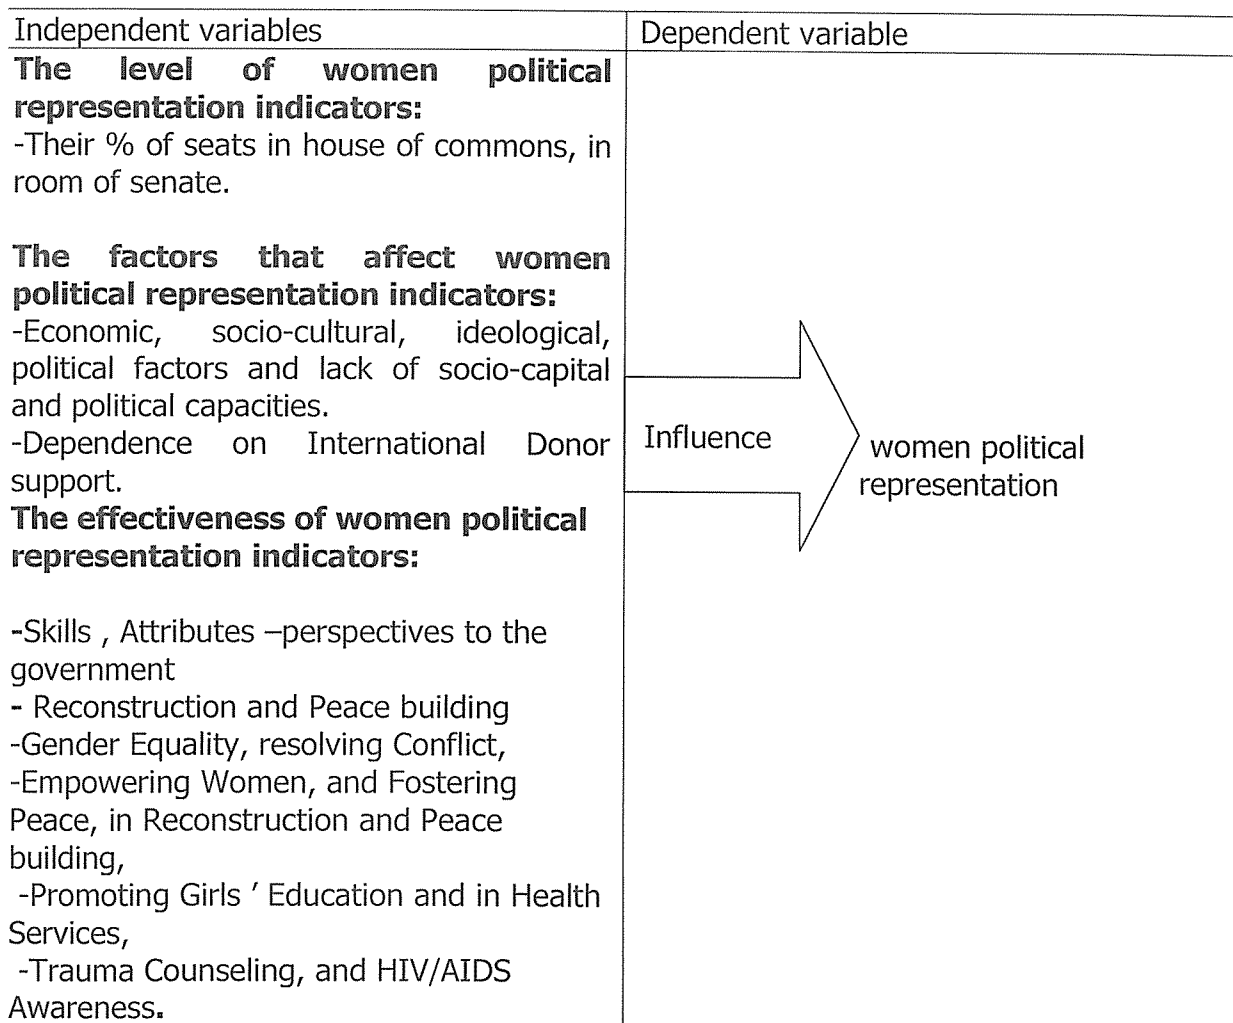 Independent variables
Dependent variable
The level of women political
representation indicators:
-Their % of seats in house of commons, in
room of senate.
The factors that affect women
political representation indicators:
-Economic, socio-cultural, ideological,
political factors and lack of socio-capital
and political capacities.
-Dependence on International Donor
support.
The effectiveness of women political
representation indicators:
-Skills , Attributes –perspectives to the
government
- Reconstruction and Peace building
-Gender Equality, resolving Conflict,
-Empowering Women, and Fostering
Peace, in Reconstruction and Peace
building,
-Promoting Girls ' Education and in Health
Services,
-Trauma Counseling, and HIV/AIDS
Awareness.
Influence
women political
representation